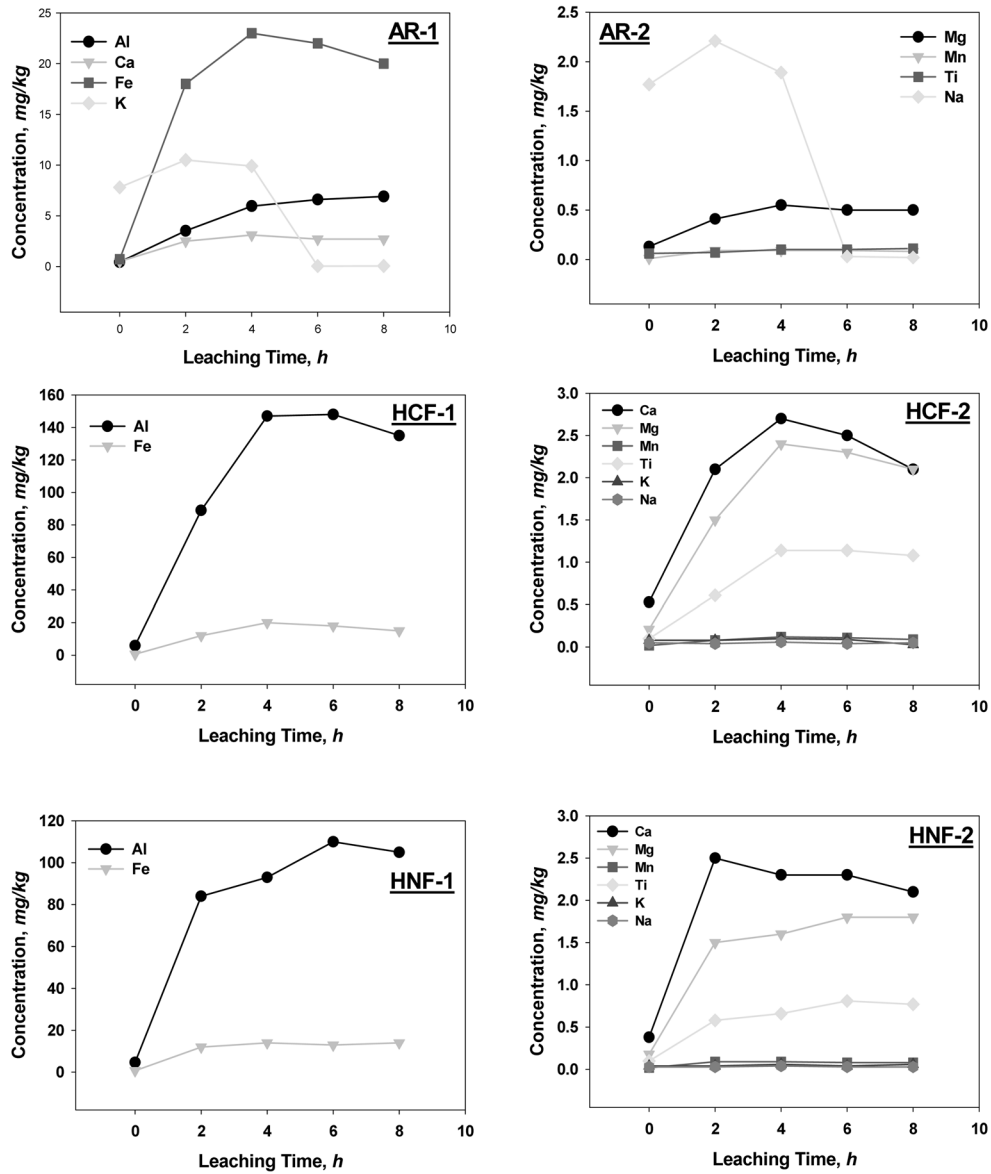 AR-1
Al
Ca
Fe
K
25
20
15
10
5
0
Concentration, mg/kg
0 2 4 6 8 10
Leaching Time, h
AR-2
Mg
Mn
Ti
Na
2.5
2.0
1.5
1.0
0.5
0.0
Concentration, mg/kg
0 2 4 6 8 10
Leaching Time, h
HCF-1
Al
Fe
160
140
120
100
80
60
40
20
0
Concentration, mg/kg
0 2 4 6 8 10
Leaching Time, h
HCF-2
Ca
Mg
Mn
Ti
K
Na
3.0
2.5
2.0
1.5
1.0
0.5
0.0
Concentration, mg/kg
0 2 4 6 8 10
Leaching Time, h
HNF-1
Al
Fe
120
100
80
60
40
20
0
Concentration, mg/kg
0 2 4 6 8 10
Leaching Time, h
HNF-2
Ca
Mg
Mn
Ti
K
Na
3.0
2.5
2.0
1.5
1.0
0.5
0.0
Concentration, mg/kg
0 2 4 6 8 10
Leaching Time, h